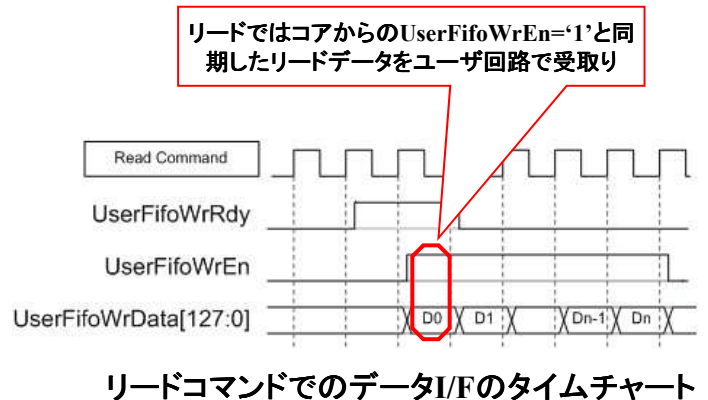 リードではコアからのUserFifoWrEn=‘1’と同
期したリードデータをユーザ回路で受取り
Read Command
UserFifoWrRdy
UserFifoWrEn
UserFifoWrData[127:0]
D0
D1
Dn-1
Dn
リードコマンドでのデータI/Fのタイムチャート